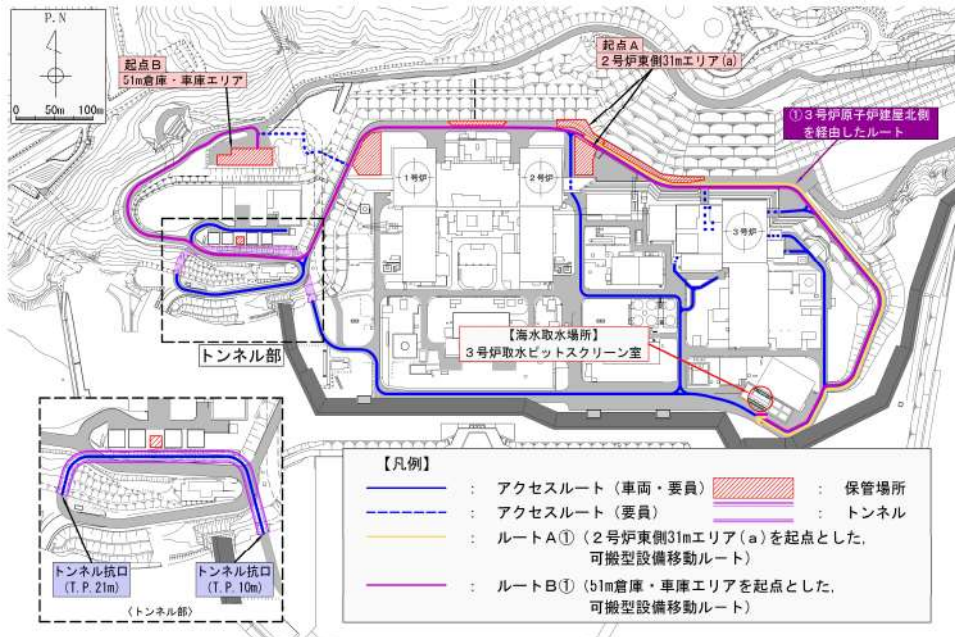 P.N
0 50m 100m
起点B
51m倉庫・車庫エリア
起点A
2号炉東側31mエリア(a)
①3号炉原子炉建屋北側
を経由したルート
1号炉
2号炉
3号炉
【海水取水場所】
3号炉取水ピットスクリーン室
トンネル部
トンネル抗口
(T.P.21m)
トンネル抗口
(T.P.10m)
〈トンネル部〉
【凡例】
: アクセスルート(車両・要員)
: 保管場所
: アクセスルート(要員)
: トンネル
: ルートA①(2号炉東側31mエリア(a)を起点とした,
可搬型設備移動ルート)
: ルートB①(51m倉庫・車庫エリアを起点とした,
可搬型設備移動ルート)